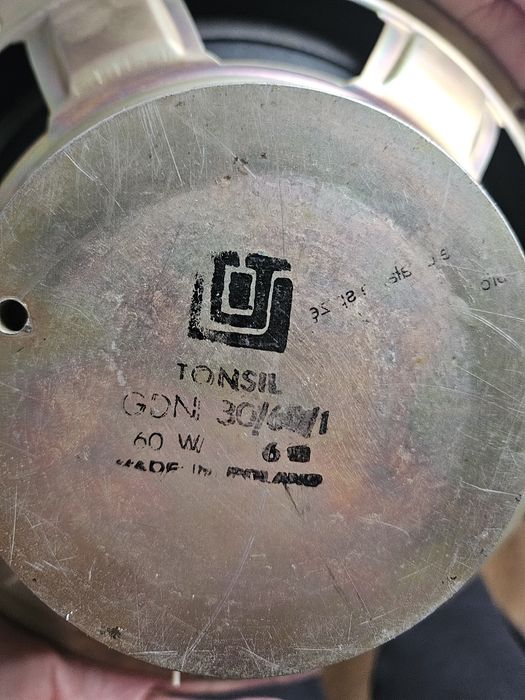 TONSIL
GDN 30/60/1
60 W 6
MADE IN POLAND